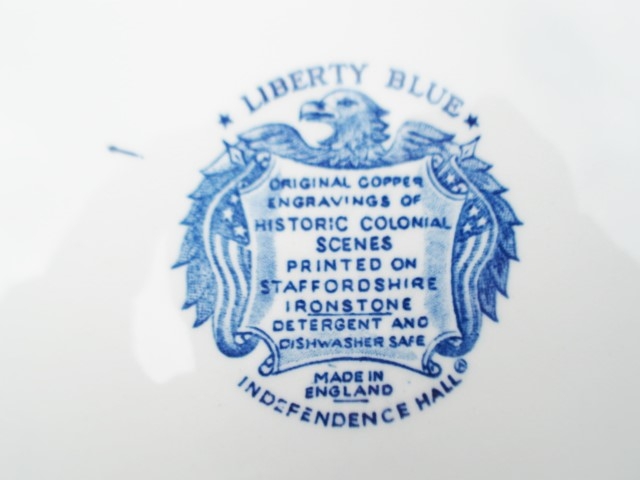 LIBERTY BLUE
ORIGINAL COPPER
ENGRAVINGS OF
HISTORIC COLONIAL
SCENES
PRINTED ON
STAFFORDSHIRE
IRONSTONE
DETERGENT AND
DISHWASHER SAFE
MADE IN
ENGLAND
INDEPENDENCE HALL®